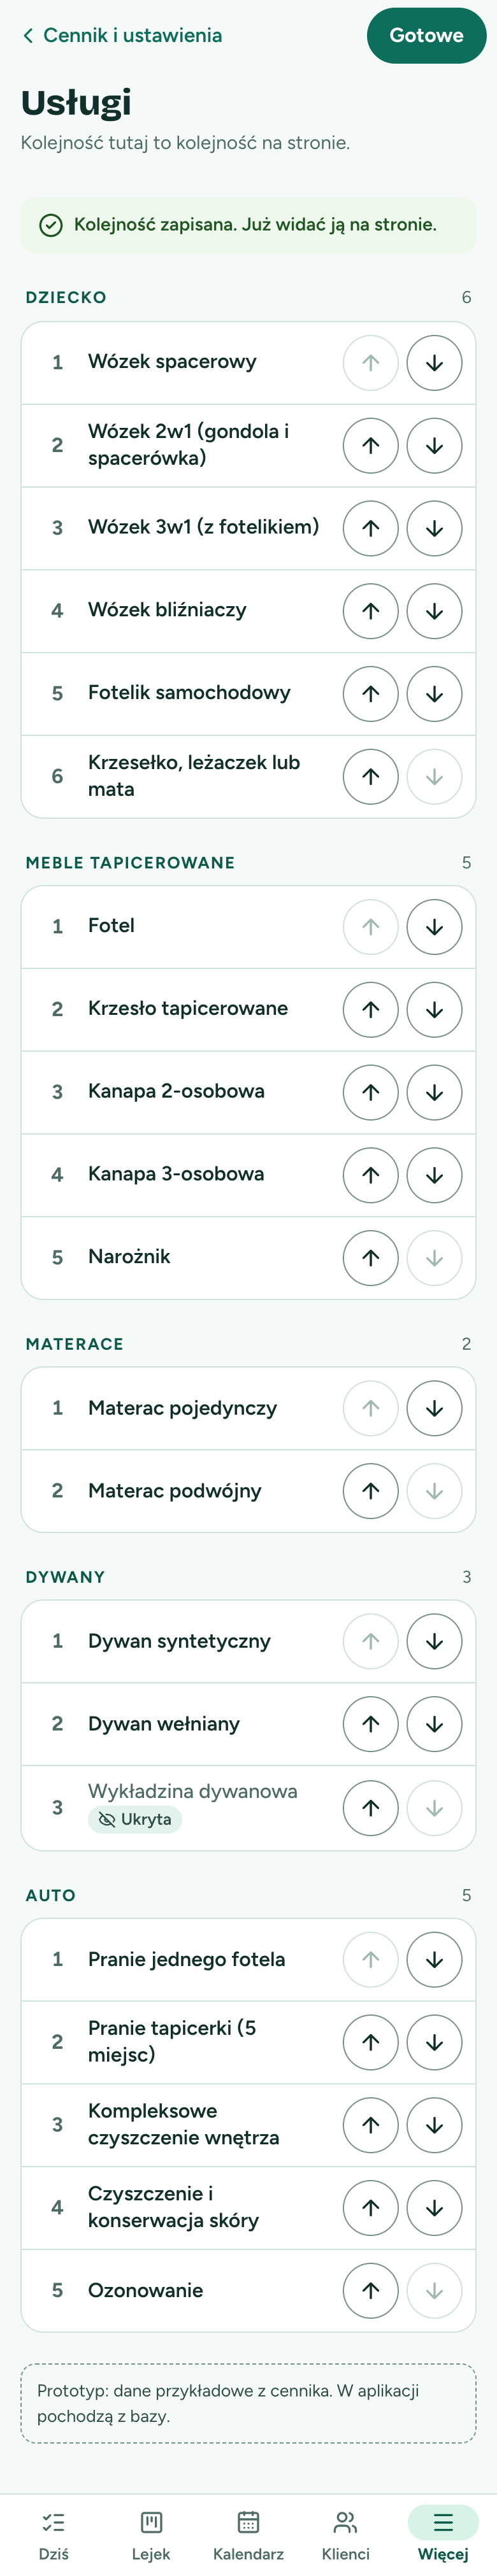 Cennik i ustawienia
Gotowe
Usługi
Kolejność tutaj to kolejność na stronie.
Kolejność zapisana. Już widać ją na stronie.
DZIECKO 6
1 Wózek spacerowy
2 Wózek 2w1 (gondola i
spacerówka)
3 Wózek 3w1 (z fotelikiem)
4 Wózek bliźniaczy
5 Fotelik samochodowy
6 Krzesełko, leżaczek lub
mata
MEBLE TAPICEROWANE 5
1 Fotel
2 Krzesło tapicerowane
3 Kanapa 2-osobowa
4 Kanapa 3-osobowa
5 Narożnik
MATERACE 2
1 Materac pojedynczy
2 Materac podwójny
DYWANY 3
1 Dywan syntetyczny
2 Dywan wełniany
3 Wykładzina dywanowa
Ukryta
AUTO 5
1 Pranie jednego fotela
2 Pranie tapicerki (5
miejsc)
3 Kompleksowe
czyszczenie wnętrza
4 Czyszczenie i
konserwacja skóry
5 Ozonowanie
Prototyp: dane przykładowe z cennika. W aplikacji
pochodzą z bazy.
Dziś Lejek Kalendarz Klienci Więcej